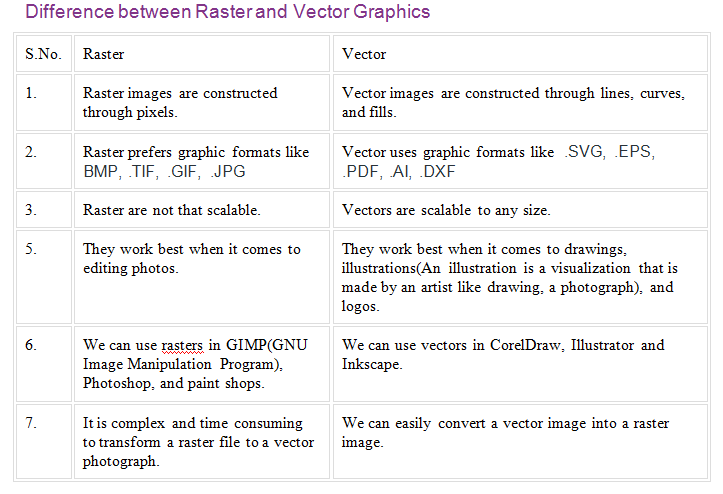 Difference between Raster and Vector Graphics
S.No. Raster Vector
1. Raster images are constructed Vector images are constructed through lines, curves,
through pixels. and fills.
2. Raster prefers graphic formats like Vector uses graphic formats like .SVG, .EPS,
BMP, .TIF, .GIF, .JPG .PDF, .AI, .DXF
3. Raster are not that scalable. Vectors are scalable to any size.
5. They work best when it comes to They work best when it comes to drawings,
editing photos. illustrations(An illustration is a visualization that is
made by an artist like drawing, a photograph), and
logos.
6. We can use rasters in GIMP(GNU We can use vectors in CorelDraw, Illustrator and
Image Manipulation Program), Inkscape.
Photoshop, and paint shops.
7. It is complex and time consuming We can easily convert a vector image into a raster
to transform a raster file to a vector image.
photograph.